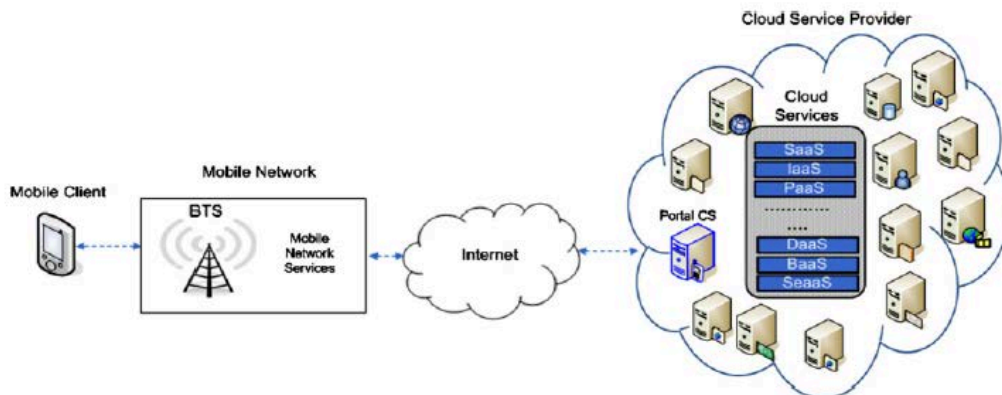 Cloud Service Provider
Cloud
Services
SaaS
IaaS
PaaS
............
.....
DaaS
BaaS
SeaaS
Portal CS
Mobile Client
Mobile Network
BTS
Mobile
Network
Services
Internet